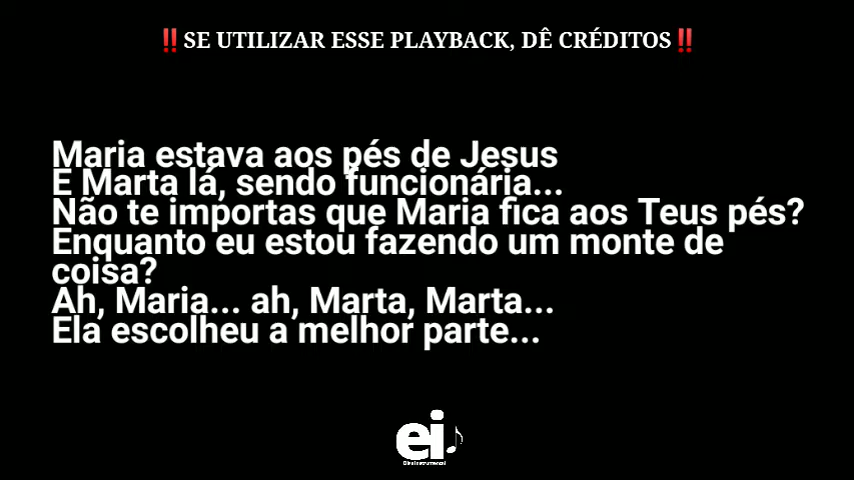 ‼️SE UTILIZAR ESSE PLAYBACK, DÊ CRÉDITOS‼️
Maria estava aos pés de Jesus
E Marta lá, sendo funcionária...
Não te importas que Maria fica aos Teus pés?
Enquanto eu estou fazendo um monte de
coisa?
Ah, Maria... ah, Marta, Marta...
Ela escolheu a melhor parte...
ei